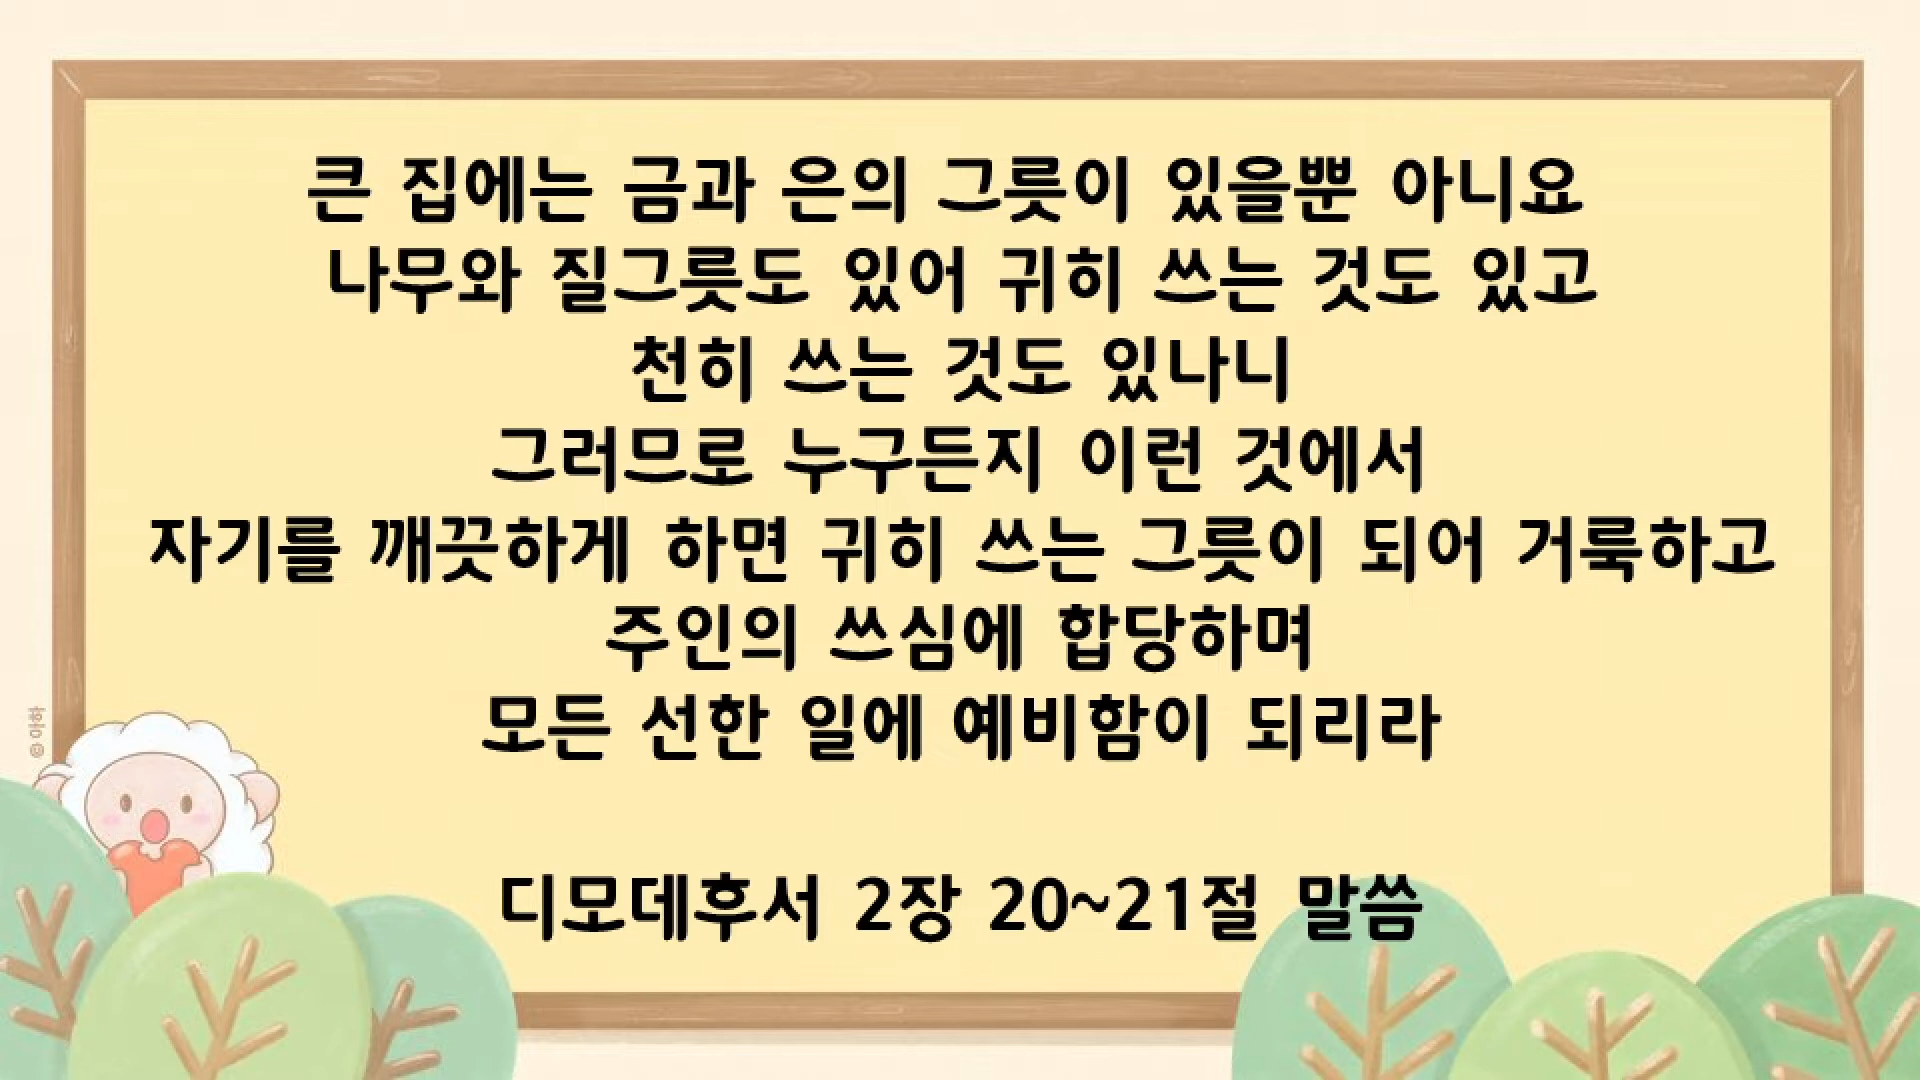 큰 집에는 금과 은의 그릇이 있을뿐 아니요
나무와 질그릇도 있어 귀히 쓰는 것도 있고
천히 쓰는 것도 있나니
그러므로 누구든지 이런 것에서
자기를 깨끗하게 하면 귀히 쓰는 그릇이 되어 거룩하고
주인의 쓰심에 합당하며
모든 선한 일에 예비함이 되리라
디모데후서 2장 20~21절 말씀
© 마하